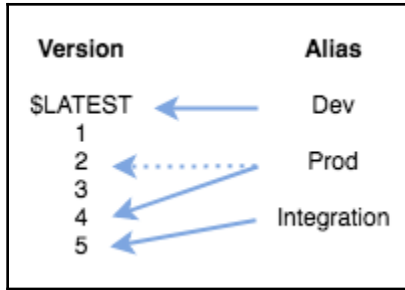 Version Alias
$LATEST Dev
1
2 Prod
3
4 Integration
5